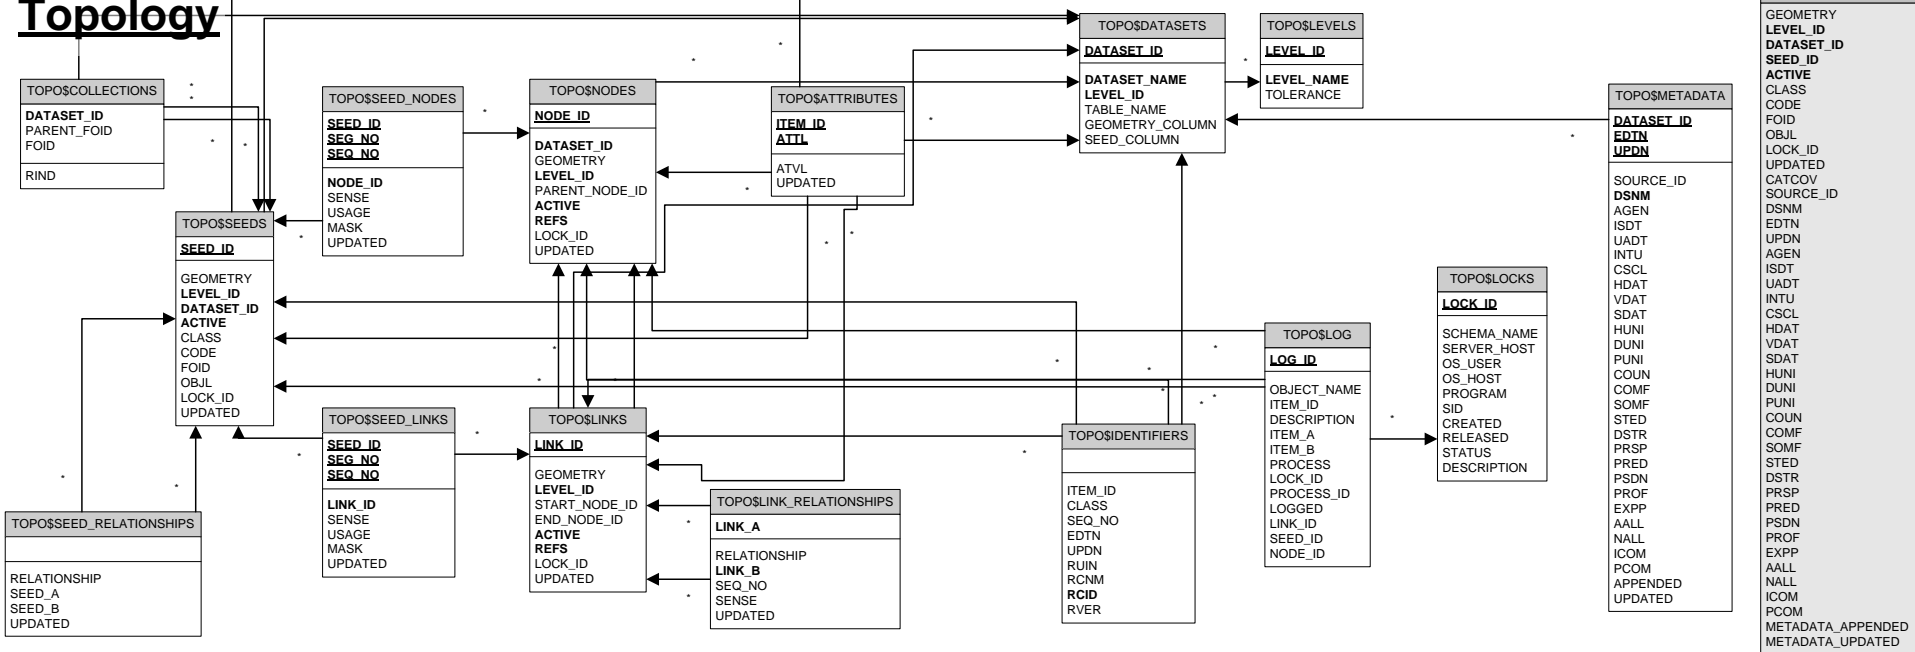 Topology
TOPO$COLLECTIONS
DATASET_ID
PARENT_FOID
FOID
RIND
TOPO$SEED_NODES
SEED_ID
SEG_NO
SEQ_NO
NODE_ID
SENSE
USAGE
MASK
UPDATED
TOPO$NODES
NODE_ID
DATASET_ID
GEOMETRY
LEVEL_ID
PARENT_NODE_ID
ACTIVE
REFS
LOCK_ID
UPDATED
TOPO$ATTRIBUTES
ITEM_ID
ATTL
ATVL
UPDATED
TOPO$DATASETS
DATASET_ID
DATASET_NAME
LEVEL_ID
TABLE_NAME
GEOMETRY_COLUMN
SEED_COLUMN
TOPO$LEVELS
LEVEL_ID
LEVEL_NAME
TOLERANCE
TOPO$METADATA
DATASET_ID
EDTN
UPDN
SOURCE_ID
DSNM
AGEN
ISDT
UADT
INTU
CSCL
HDAT
VDAT
SDAT
HUNI
DUNI
PUNI
COUN
COMF
SOMF
STED
DSTR
PRSP
PRED
PSDN
PROF
EXPP
AALL
NALL
ICOM
PCOM
APPENDED
UPDATED
TOPO$SEEDS
SEED_ID
GEOMETRY
LEVEL_ID
DATASET_ID
ACTIVE
CLASS
CODE
FOID
OBJL
LOCK_ID
UPDATED
TOPO$SEED_LINKS
SEED_ID
SEG_NO
SEQ_NO
LINK_ID
SENSE
USAGE
MASK
UPDATED
TOPO$LINKS
LINK_ID
GEOMETRY
LEVEL_ID
START_NODE_ID
END_NODE_ID
ACTIVE
REFS
LOCK_ID
UPDATED
TOPO$LINK_RELATIONSHIPS
LINK_A
RELATIONSHIP
LINK_B
SEQ_NO
SENSE
UPDATED
TOPO$SEED_RELATIONSHIPS
RELATIONSHIP
SEED_A
SEED_B
UPDATED
TOPO$IDENTIFIERS
ITEM_ID
CLASS
SEQ_NO
EDTN
UPDN
RUIN
RCNM
RCID
RVER
TOPO$LOG
LOG_ID
OBJECT_NAME
ITEM_ID
DESCRIPTION
ITEM_A
ITEM_B
PROCESS
LOCK_ID
PROCESS_ID
LOGGED
LINK_ID
SEED_ID
NODE_ID
TOPO$LOCKS
LOCK_ID
SCHEMA_NAME
SERVER_HOST
OS_USER
OS_HOST
PROGRAM
SID
CREATED
RELEASED
STATUS
DESCRIPTION
GEOMETRY
LEVEL_ID
DATASET_ID
SEED_ID
ACTIVE
CLASS
CODE
FOID
OBJL
LOCK_ID
UPDATED
CATCOV
SOURCE_ID
DSNM
EDTN
UPDN
AGEN
ISDT
UADT
INTU
CSCL
HDAT
VDAT
SDAT
HUNI
DUNI
PUNI
COUN
COMF
SOMF
STED
DSTR
PRSP
PRED
PSDN
PROF
EXPP
AALL
NALL
ICOM
PCOM
METADATA_APPENDED
METADATA_UPDATED